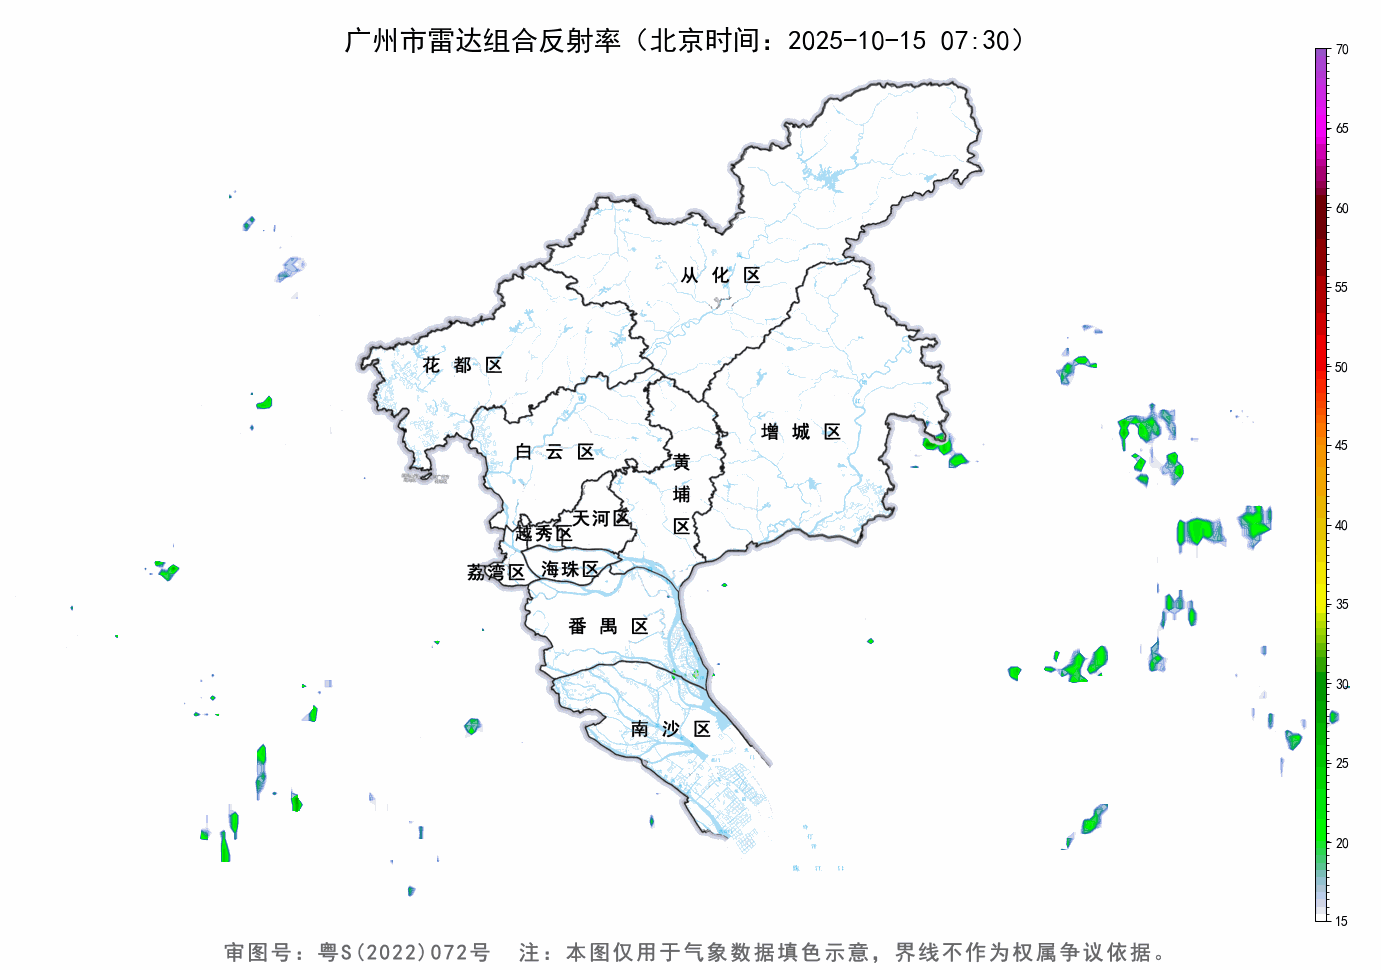 广州市雷达组合反射率（北京时间：2025-10-15 07:30）
70
65
60
55
50
45
40
35
30
25
20
15
从化区
花都区
增城区
白云区
黄埔区
天河区
越秀区
荔湾区
海珠区
番禺区
南沙区
审图号：粤S(2022)072号 注：本图仅用于气象数据填色示意，界线不作为权属争议依据。